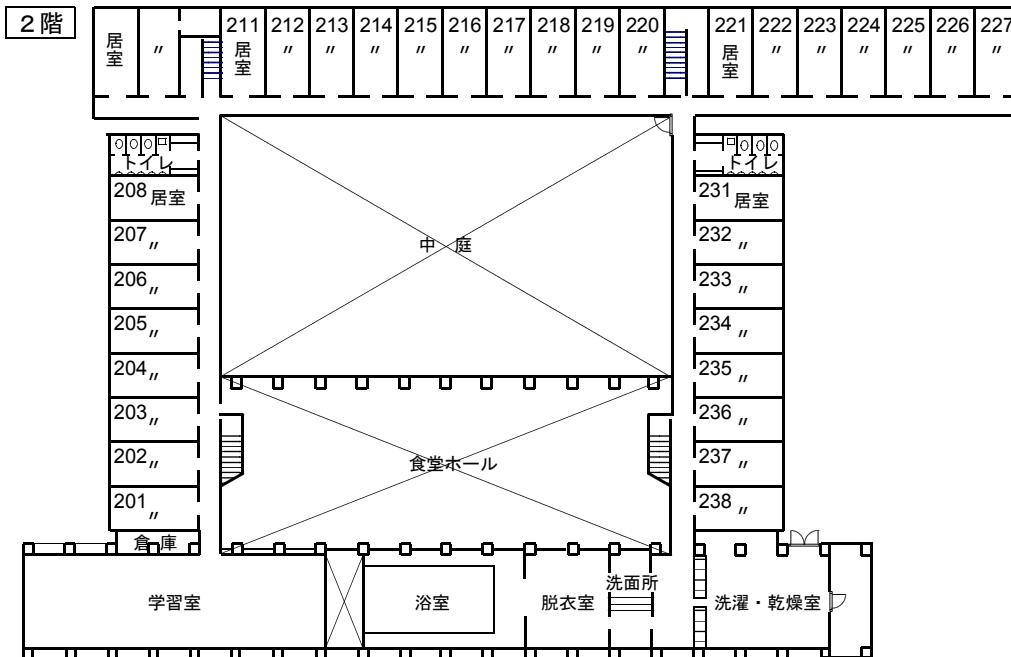 2階
居室 〃 211 居室 212 〃 213 〃 214 〃 215 〃 216 〃 217 〃 218 〃 219 〃 220 〃 221 居室 222 〃 223 〃 224 〃 225 〃 226 〃 227 〃
トイレ トイレ
208 居室 231 居室
207 〃 232 〃
中 庭
206 〃 233 〃
205 〃 234 〃
204 〃 235 〃
203 〃 236 〃
202 〃 食堂ホール 237 〃
201 〃 238 〃
倉 庫
学習室 浴室 脱衣室 洗面所 洗濯・乾燥室